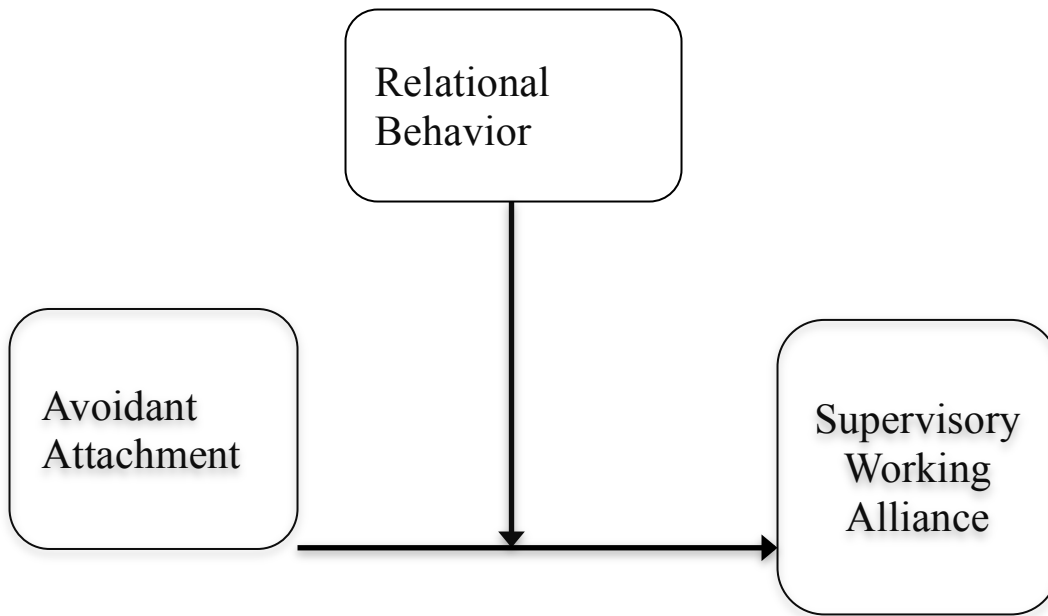 Relational
Behavior
Avoidant
Attachment
Supervisory
Working
Alliance